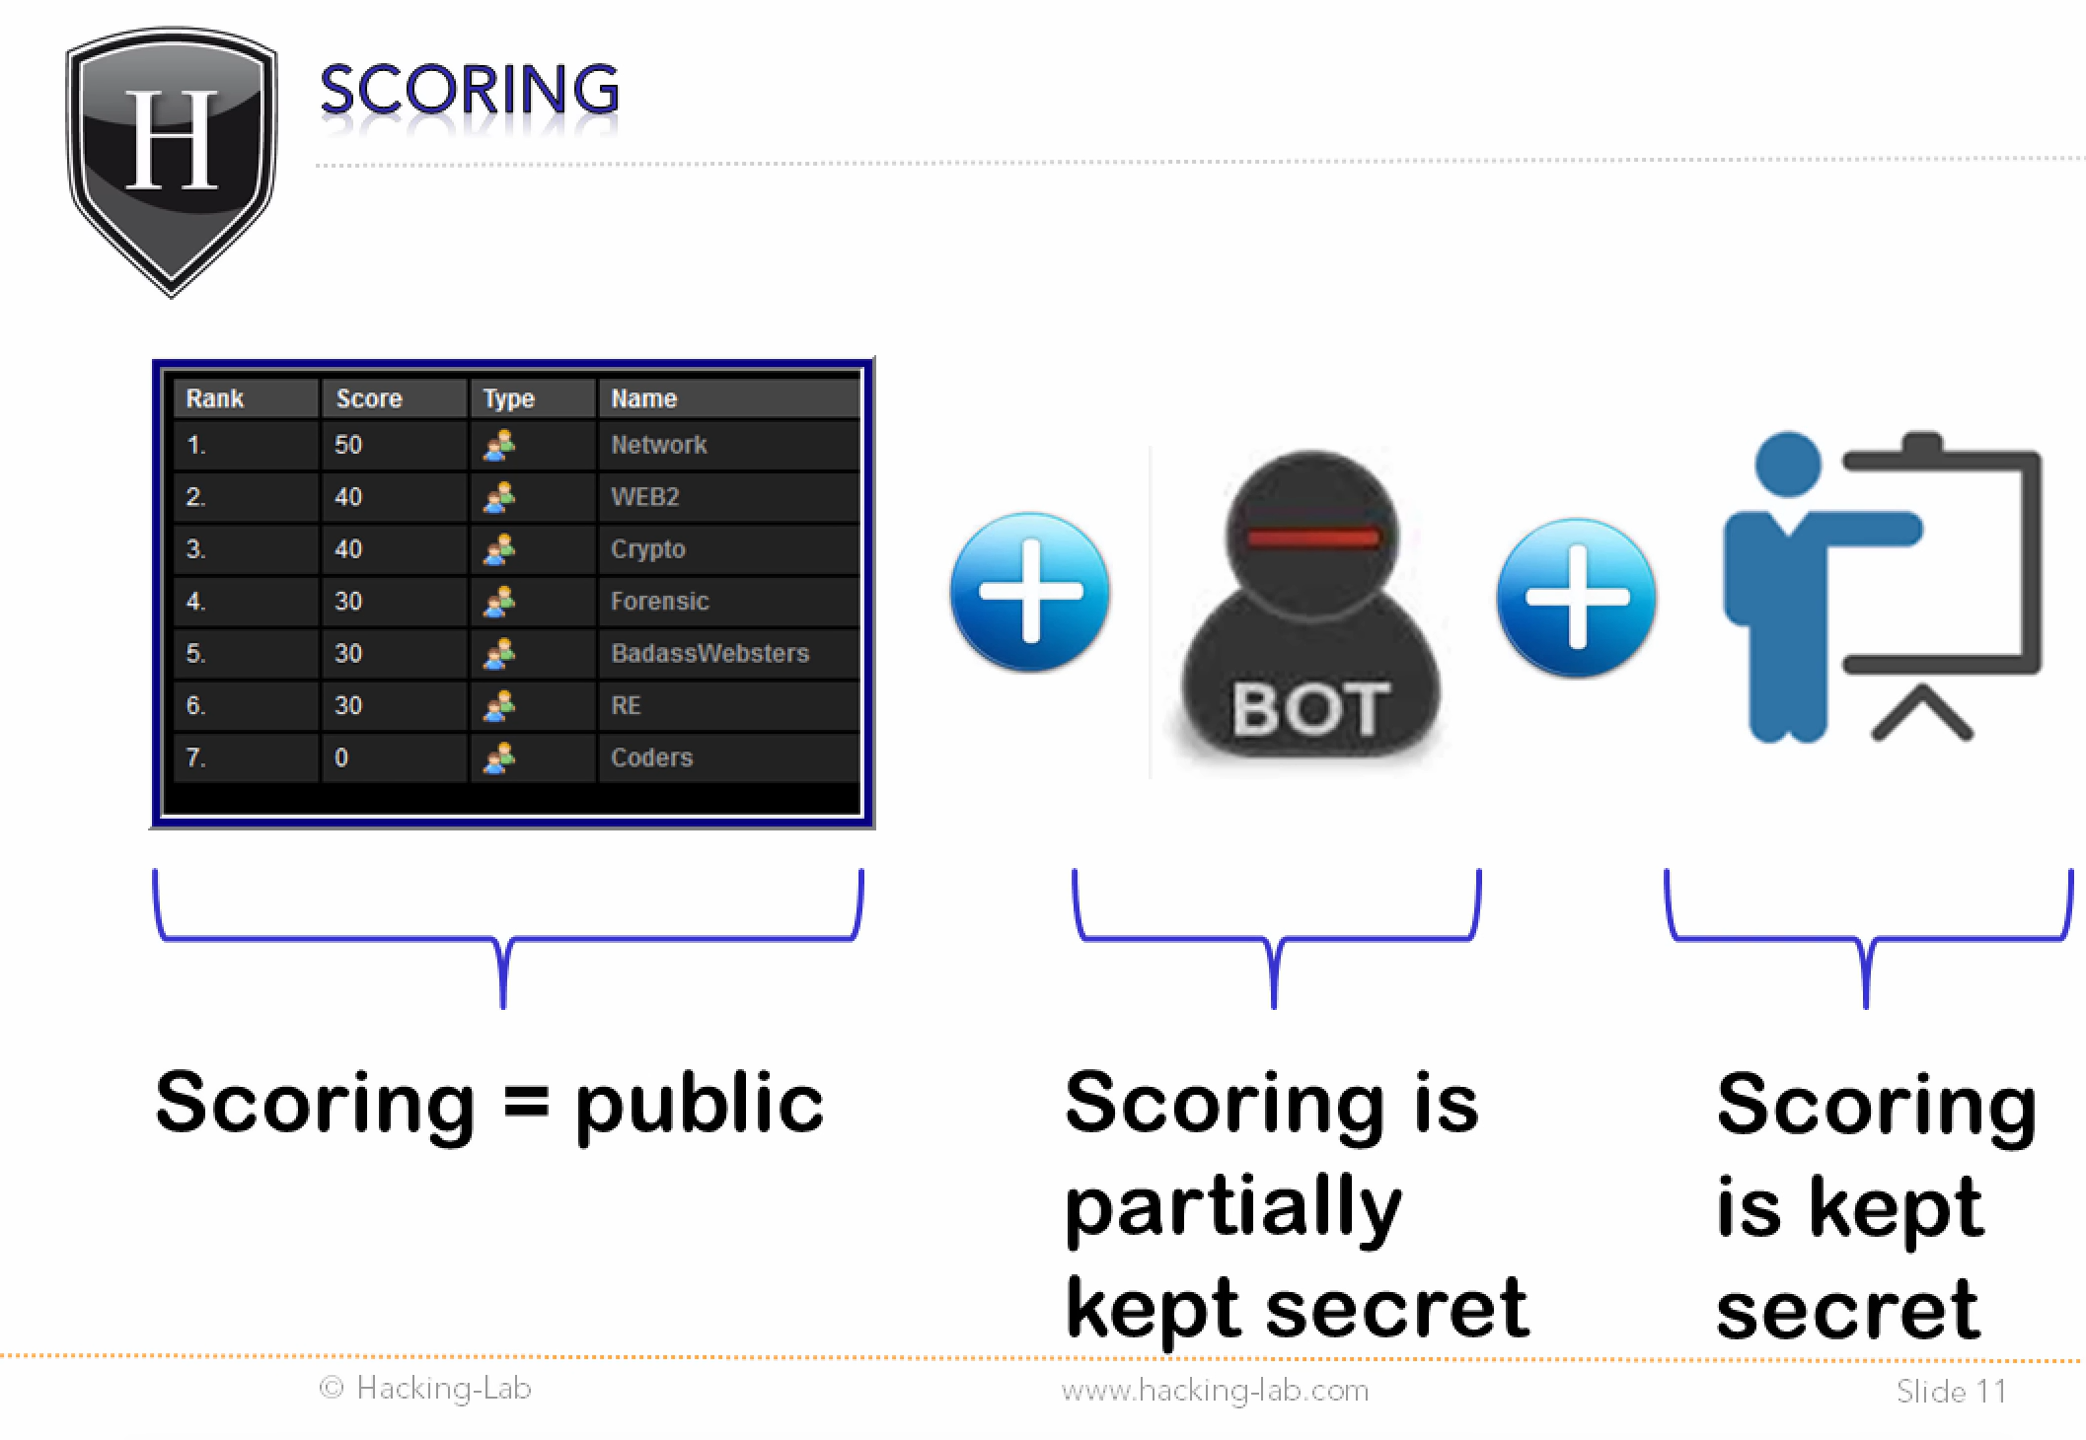 H
SCORING
Rank Score Type Name
1. 50 Network
2. 40 WEB2
3. 40 Crypto
4. 30 Forensic
5. 30 BadassWebsters
6. 30 RE
7. 0 Coders
BOT
Scoring = public
Scoring is
partially
kept secret
Scoring
is kept
secret
© Hacking-Lab
www.hacking-lab.com
Slide 11